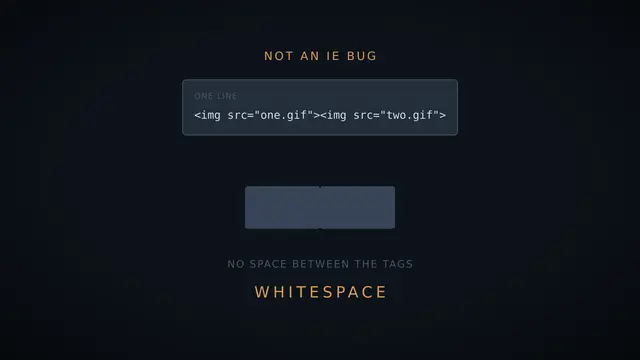 NOT AN IE BUG
ONE LINE
<img src="one.gif"><img src="two.gif">
NO SPACE BETWEEN THE TAGS
WHITESPACE